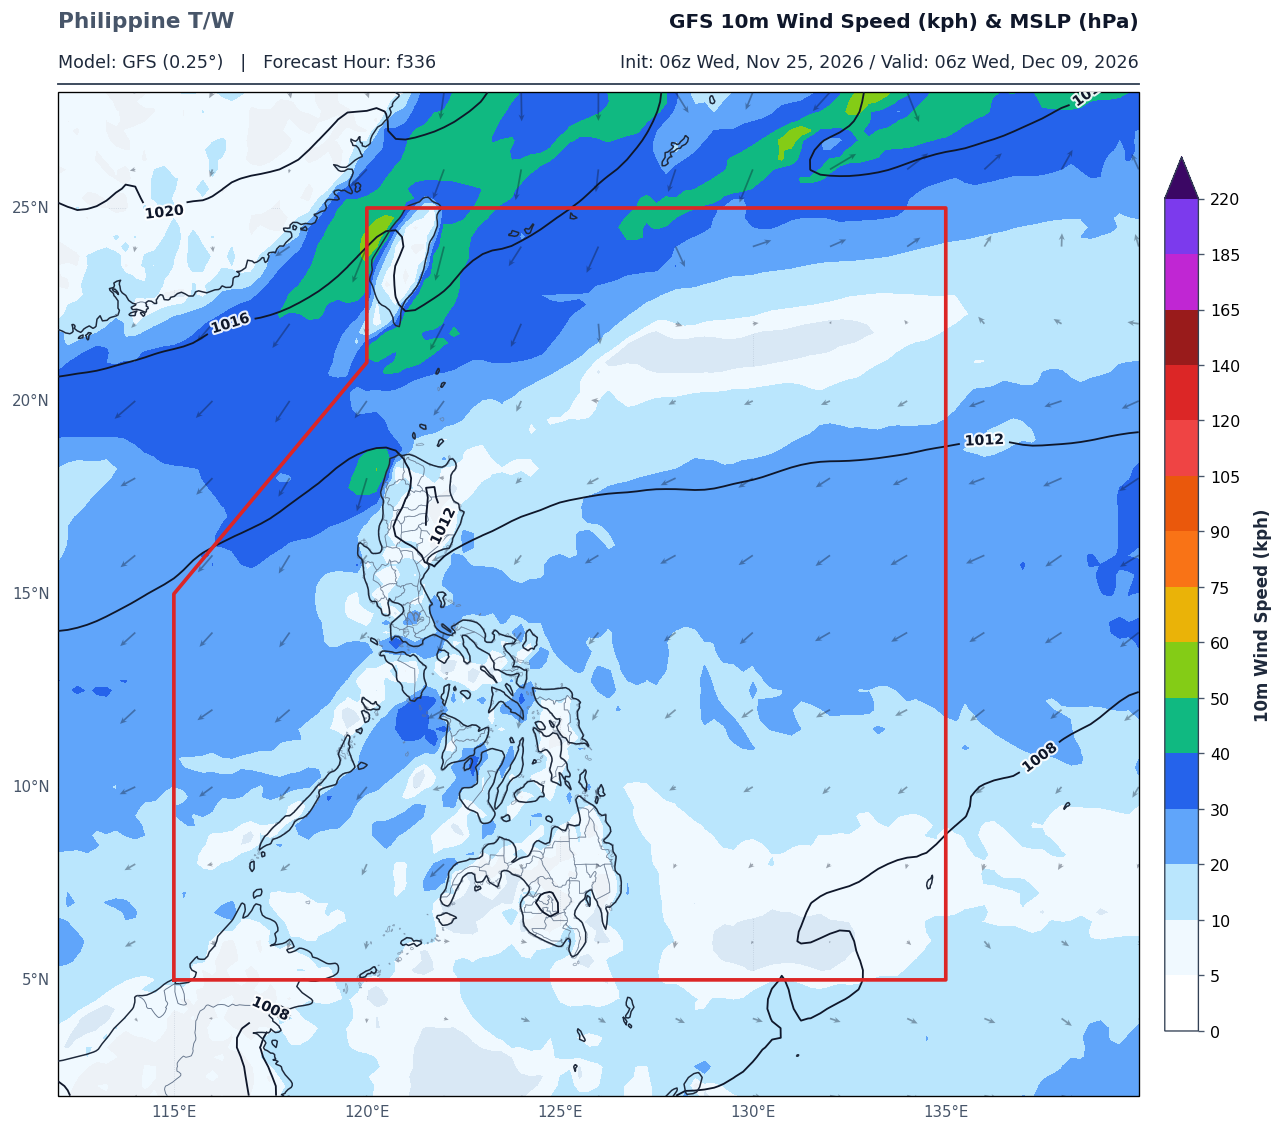 Philippine T/W
GFS 10m Wind Speed (kph) & MSLP (hPa)
Model: GFS (0.25°)   |   Forecast Hour: f336
Init: 06z Wed, Nov 25, 2026 / Valid: 06z Wed, Dec 09, 2026
25°N
20°N
15°N
10°N
5°N
115°E
120°E
125°E
130°E
135°E
1020
1016
1012
1012
1008
1008
220
185
165
140
120
105
90
75
60
50
40
30
20
10
5
0
10m Wind Speed (kph)